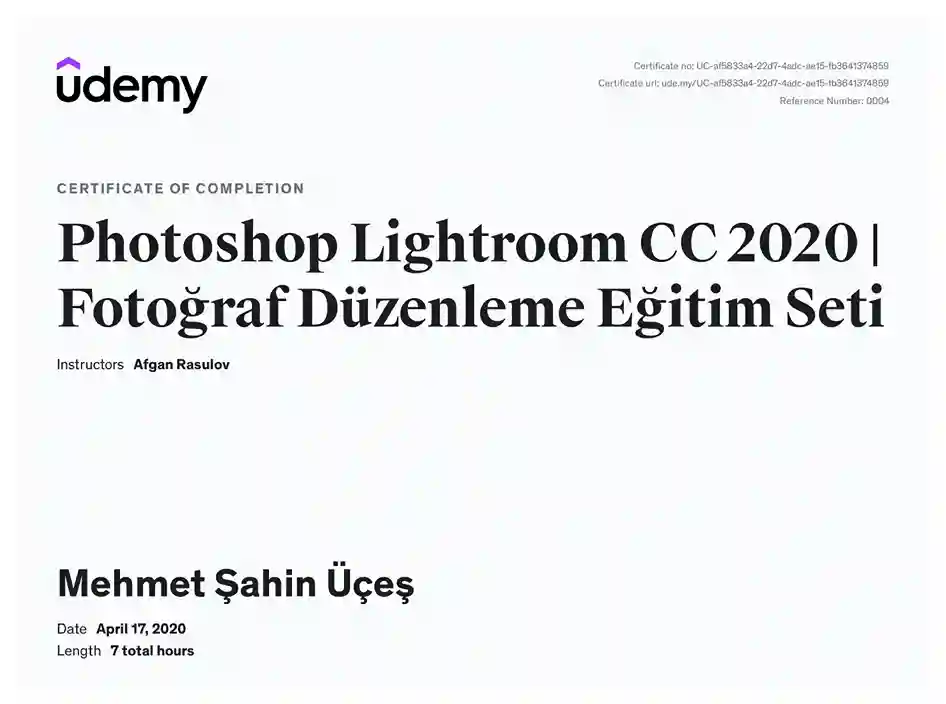 udemy
Certificate no: UC-af5833a4-22d7-4adc-ae15-fb3641374859
Certificate url: ude.my/UC-af5833a4-22d7-4adc-ae15-fb3641374859
Reference Number: 0004
CERTIFICATE OF COMPLETION
Photoshop Lightroom CC 2020 |
Fotoğraf Düzenleme Eğitim Seti
Instructors Afgan Rasulov
Mehmet Şahin Üçeş
Date April 17, 2020
Length 7 total hours